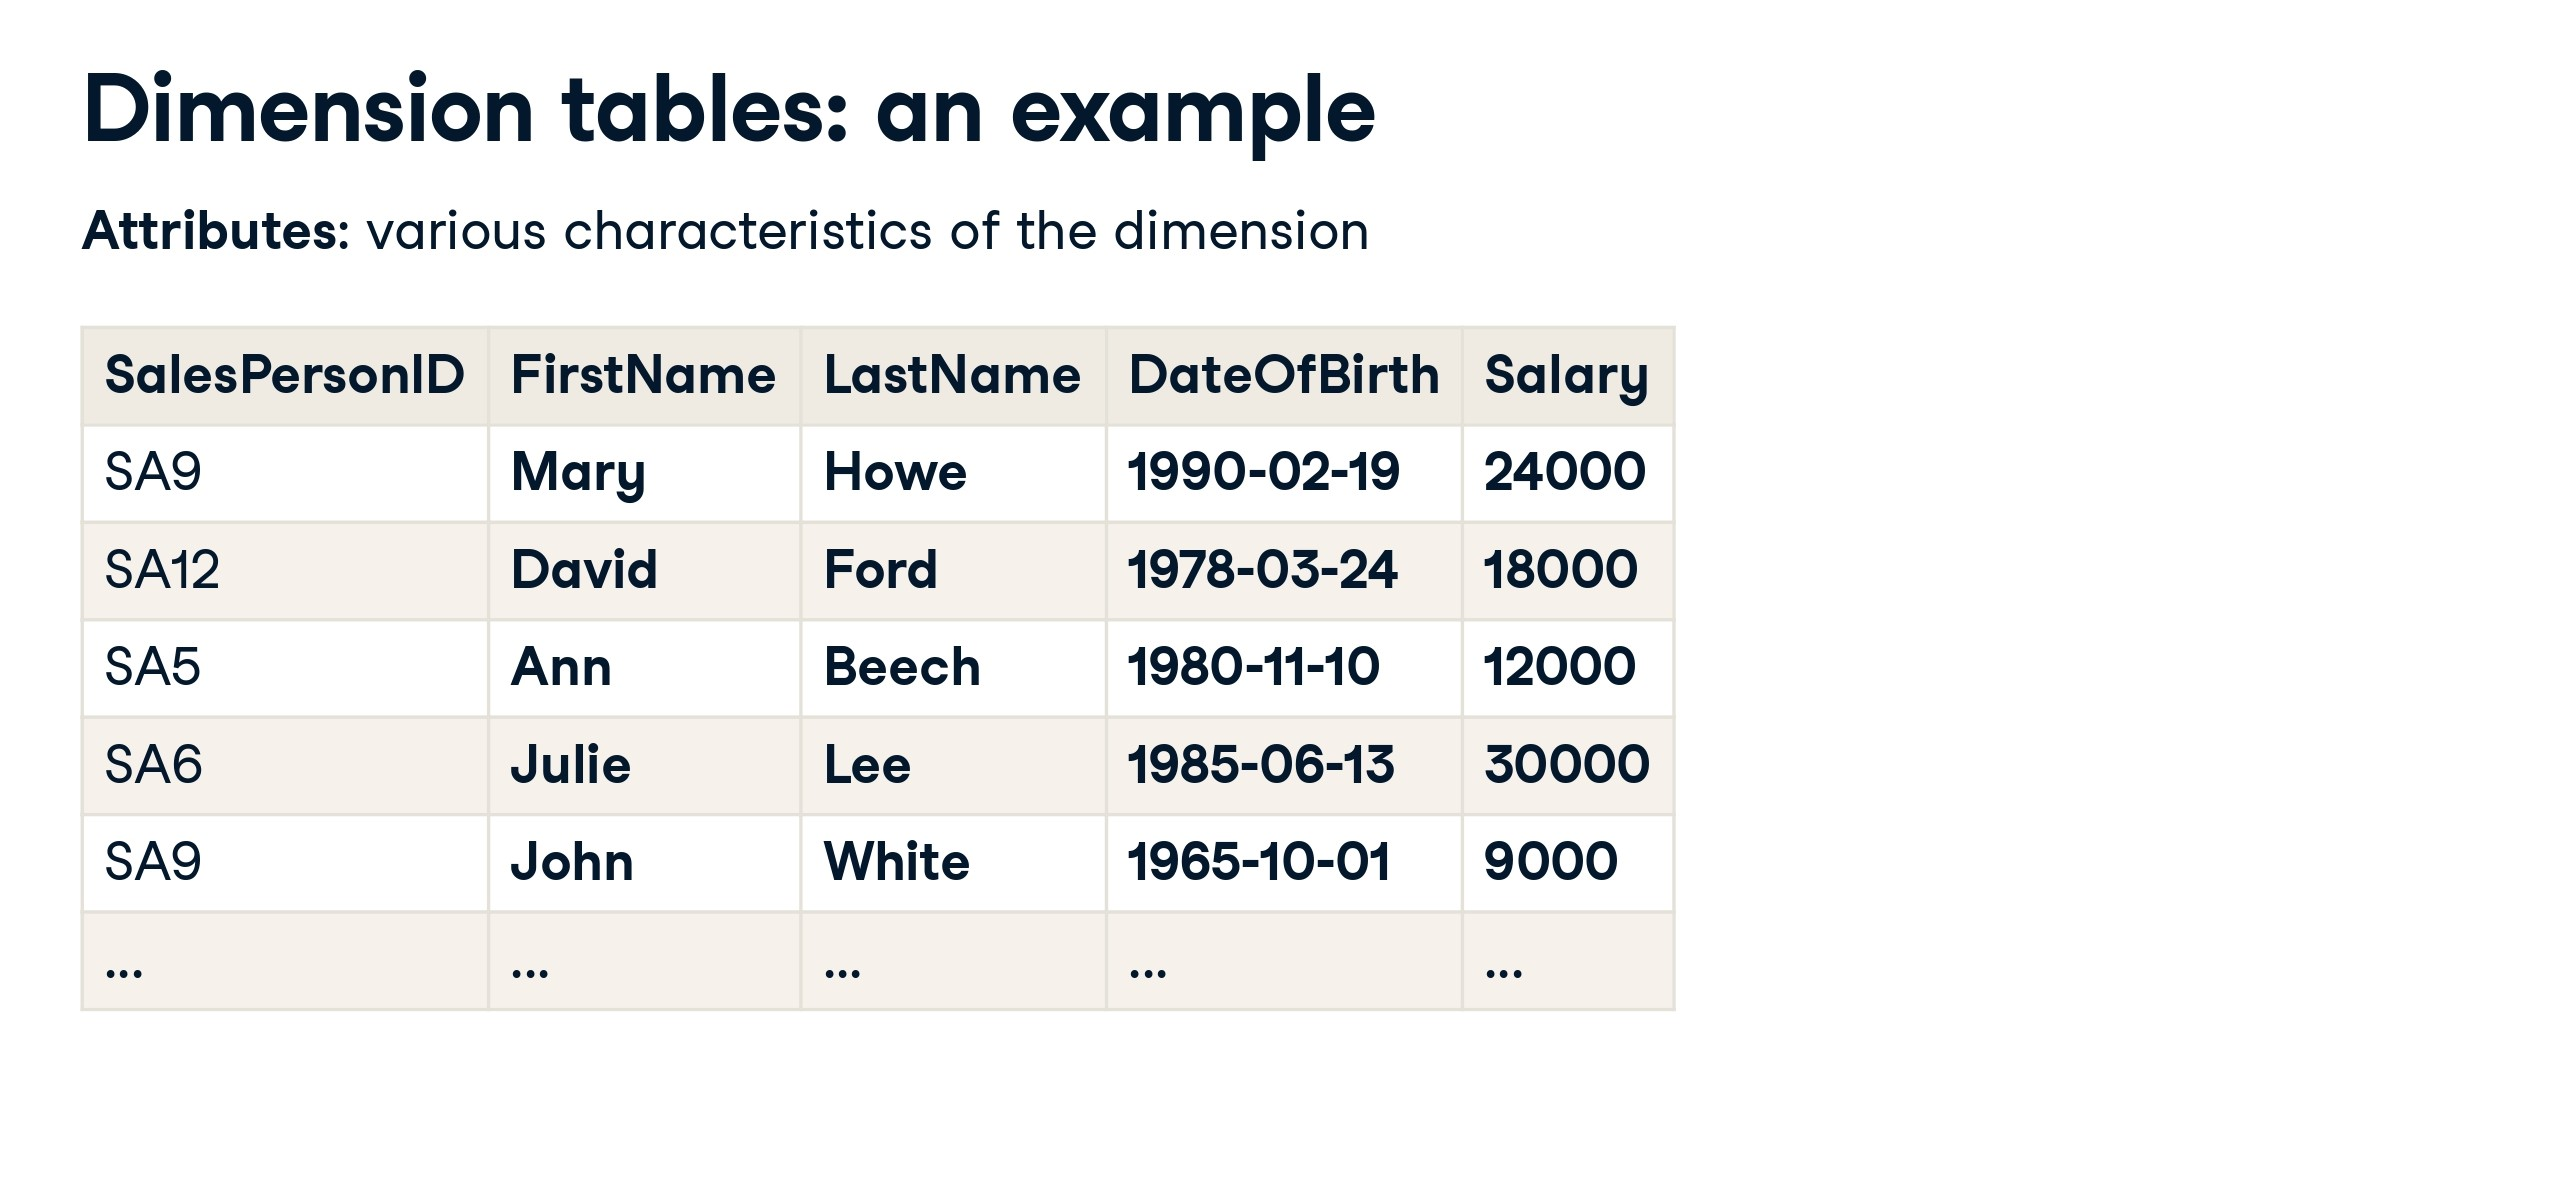 Dimension tables: an example
Attributes: various characteristics of the dimension
SalesPersonID FirstName LastName DateOfBirth Salary
SA9 Mary Howe 1990-02-19 24000
SA12 David Ford 1978-03-24 18000
SA5 Ann Beech 1980-11-10 12000
SA6 Julie Lee 1985-06-13 30000
SA9 John White 1965-10-01 9000
... ... ... ... ...